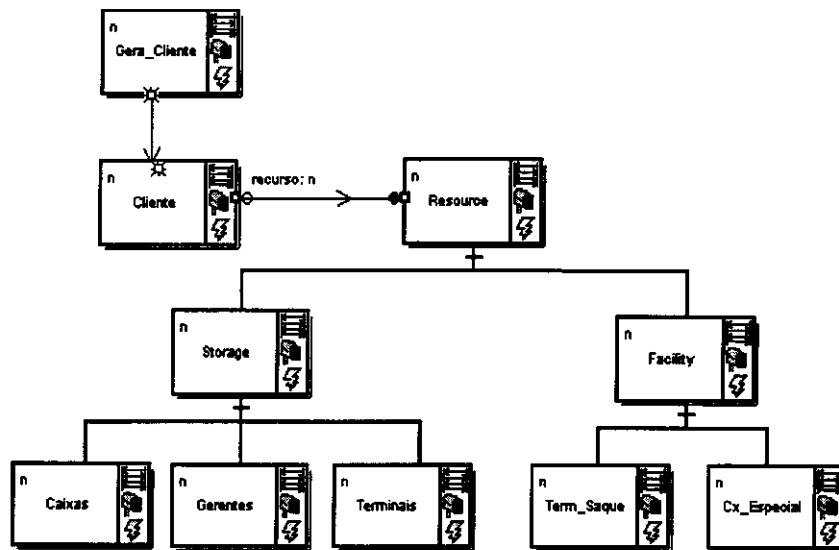 n
Gera_Cliente
n
Cliente
recurso: n
n
Resource
n
Storage
n
Facility
n
Caixas
n
Gerentes
n
Terminais
n
Term_Saque
n
Cx_Especial